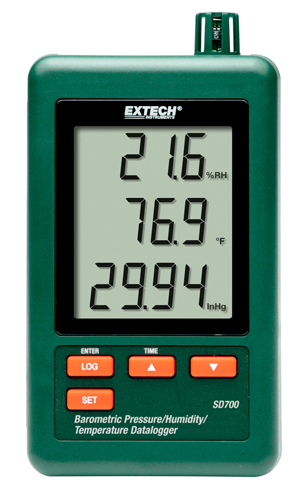 EXTECH®
INSTRUMENTS
21.6 %RH
76.9 °F
29.94 InHg
ENTER TIME
LOG ▲ ▼
SET
SD700
Barometric Pressure/Humidity/
Temperature Datalogger